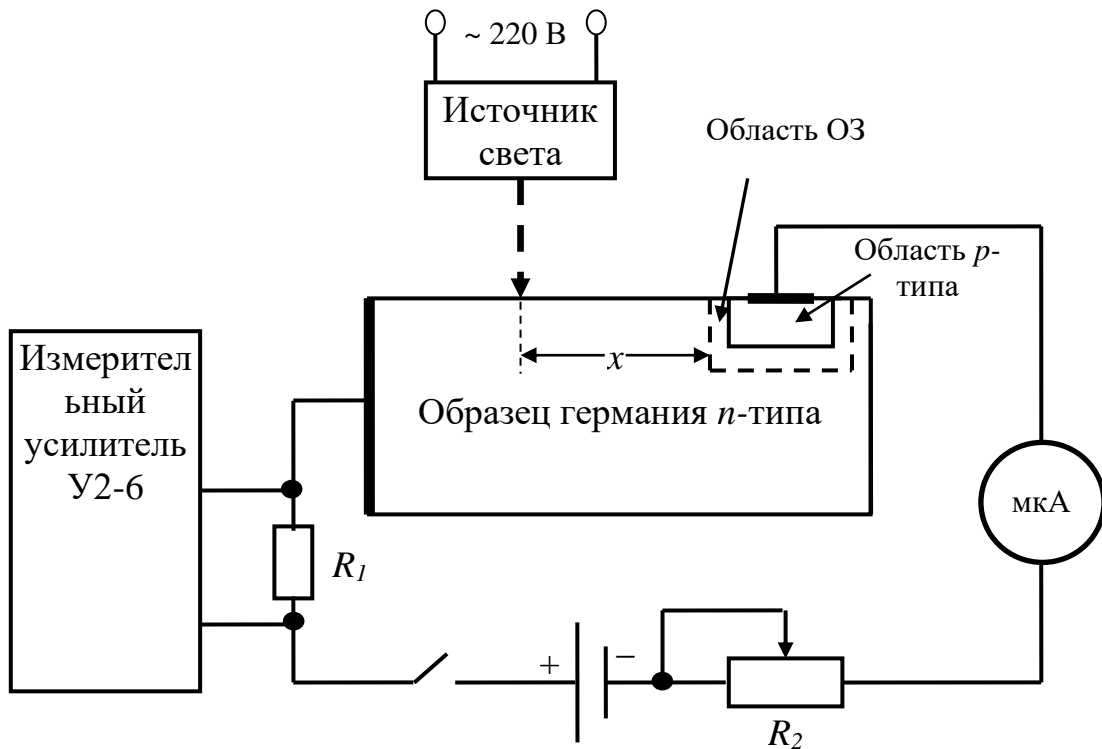 ~ 220 В
Источник
света
Область ОЗ
Область p-
типа
x
Образец германия n-типа
Измерител
ьный
усилитель
У2-6
R1
мкА
+
−
R2